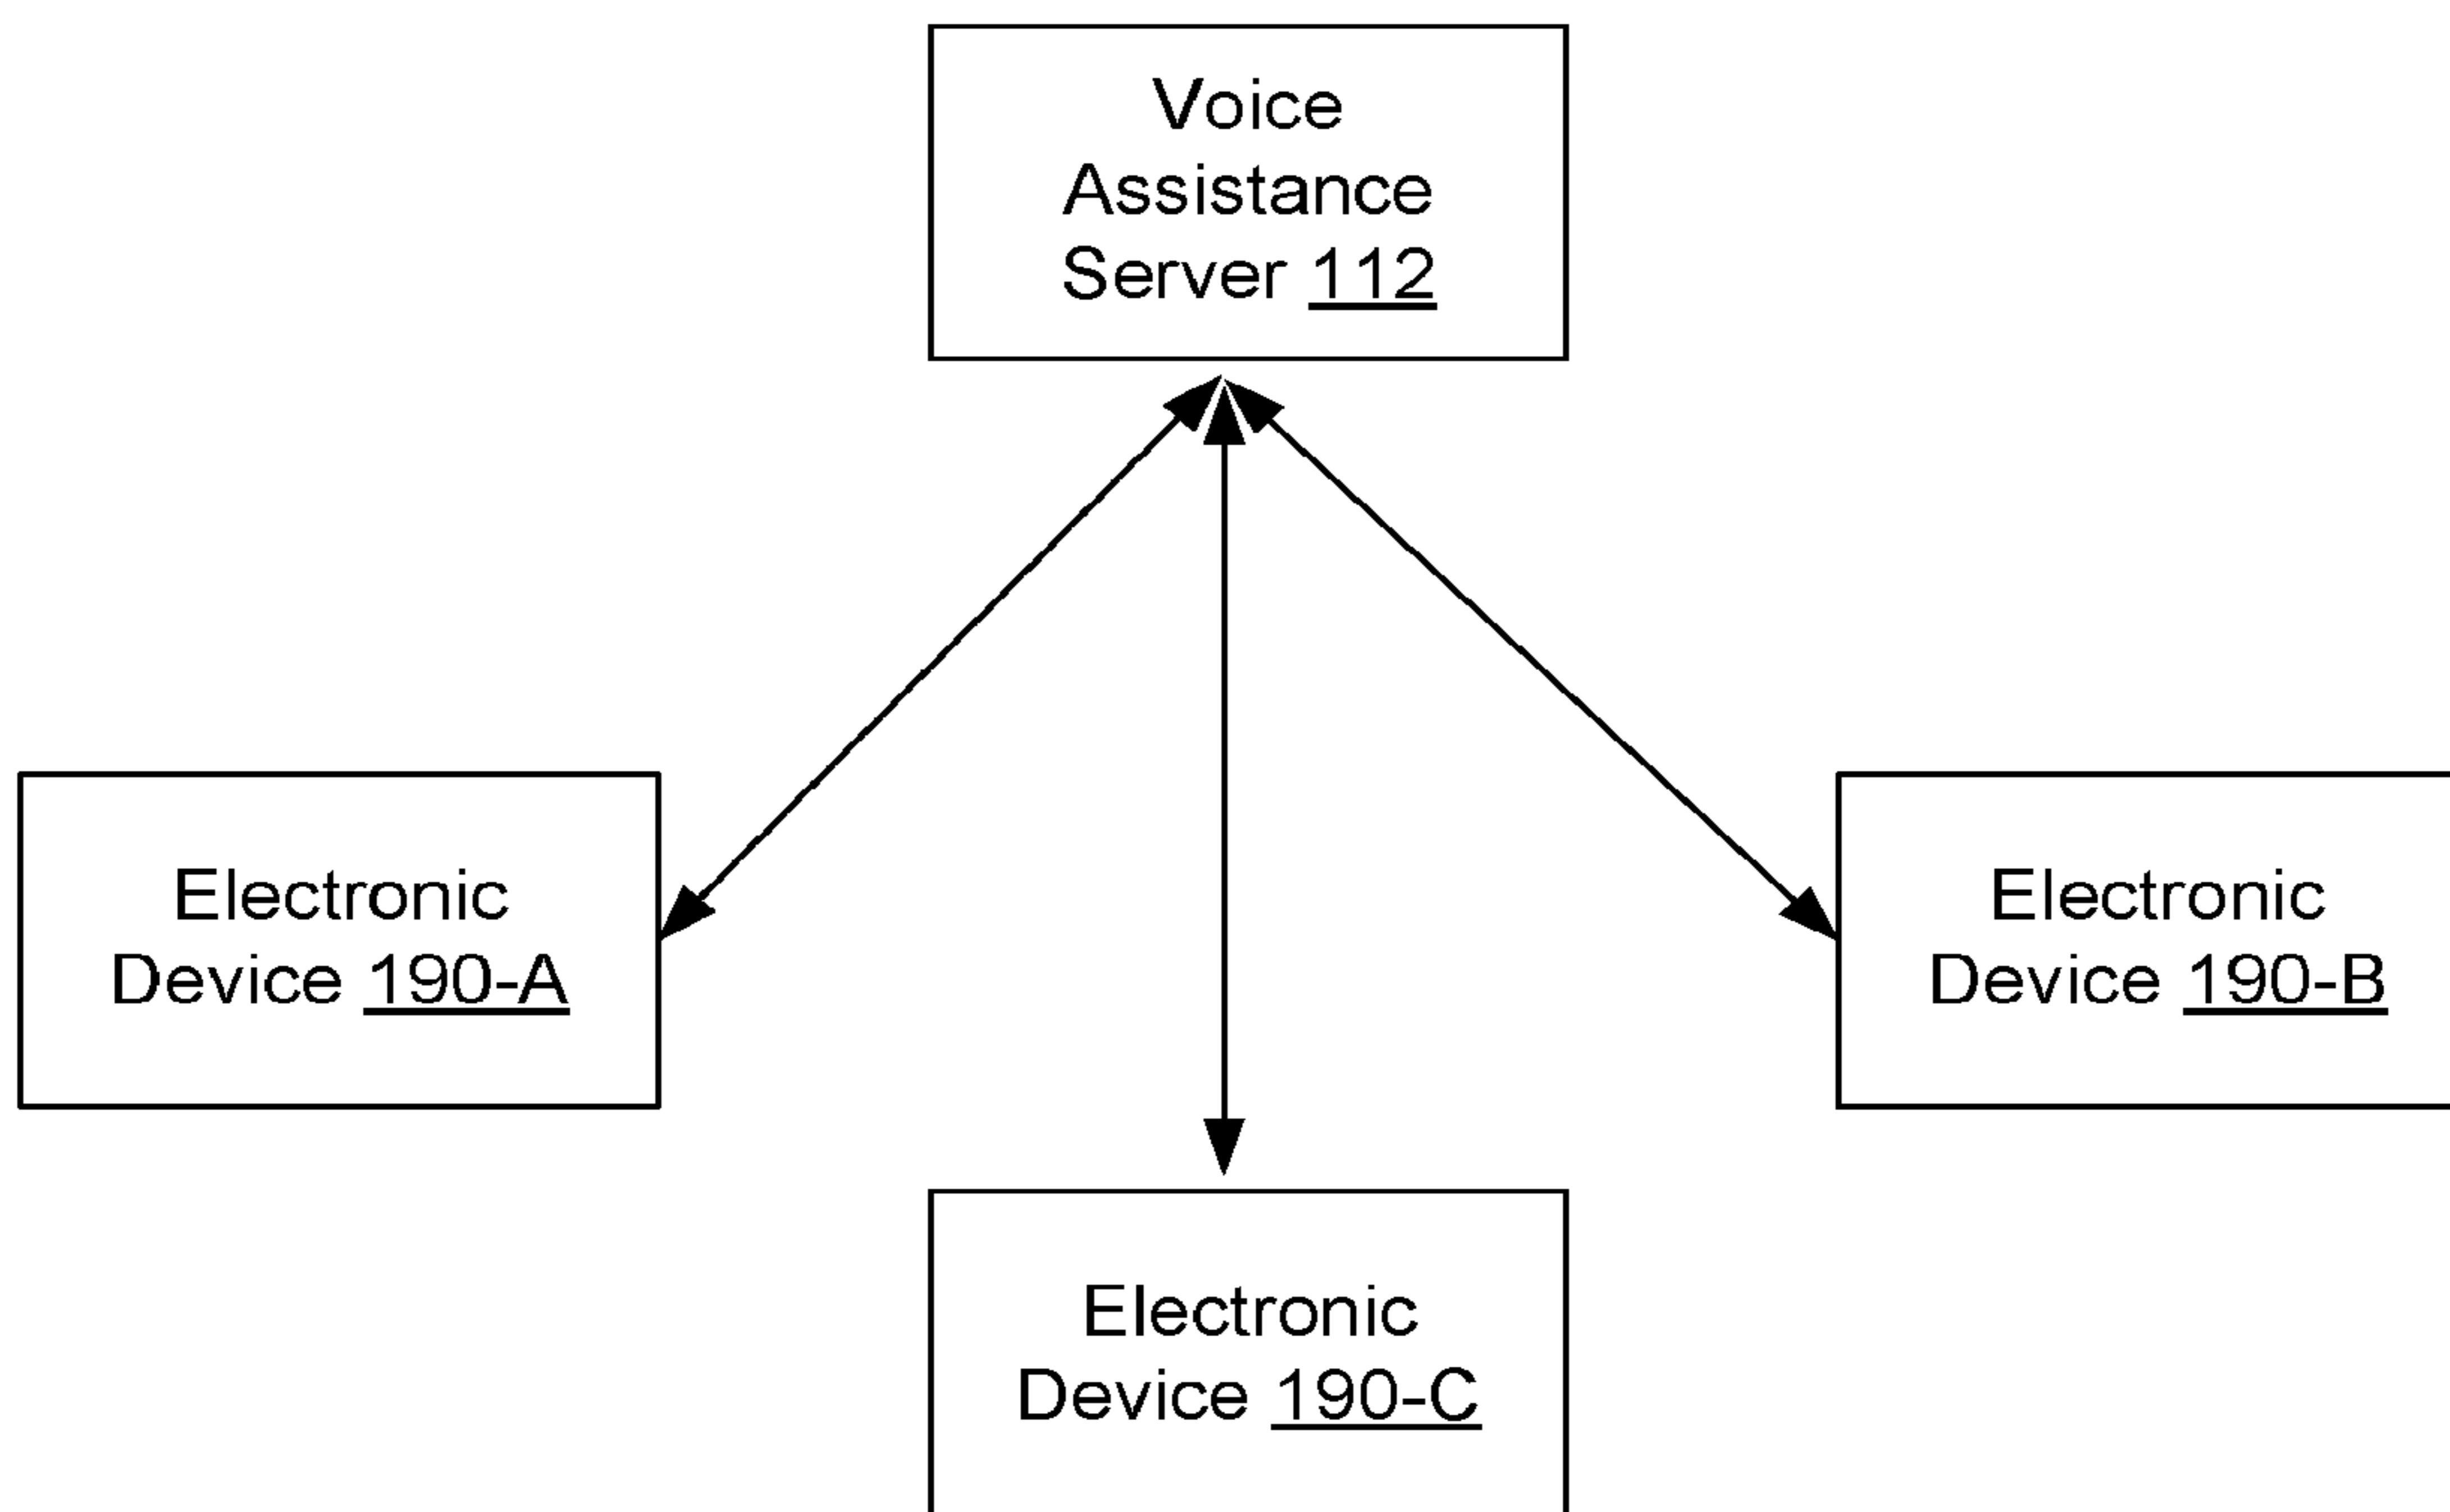 Voice
Assistance
Server 112
Electronic
Device 190-A
Electronic
Device 190-B
Electronic
Device 190-C